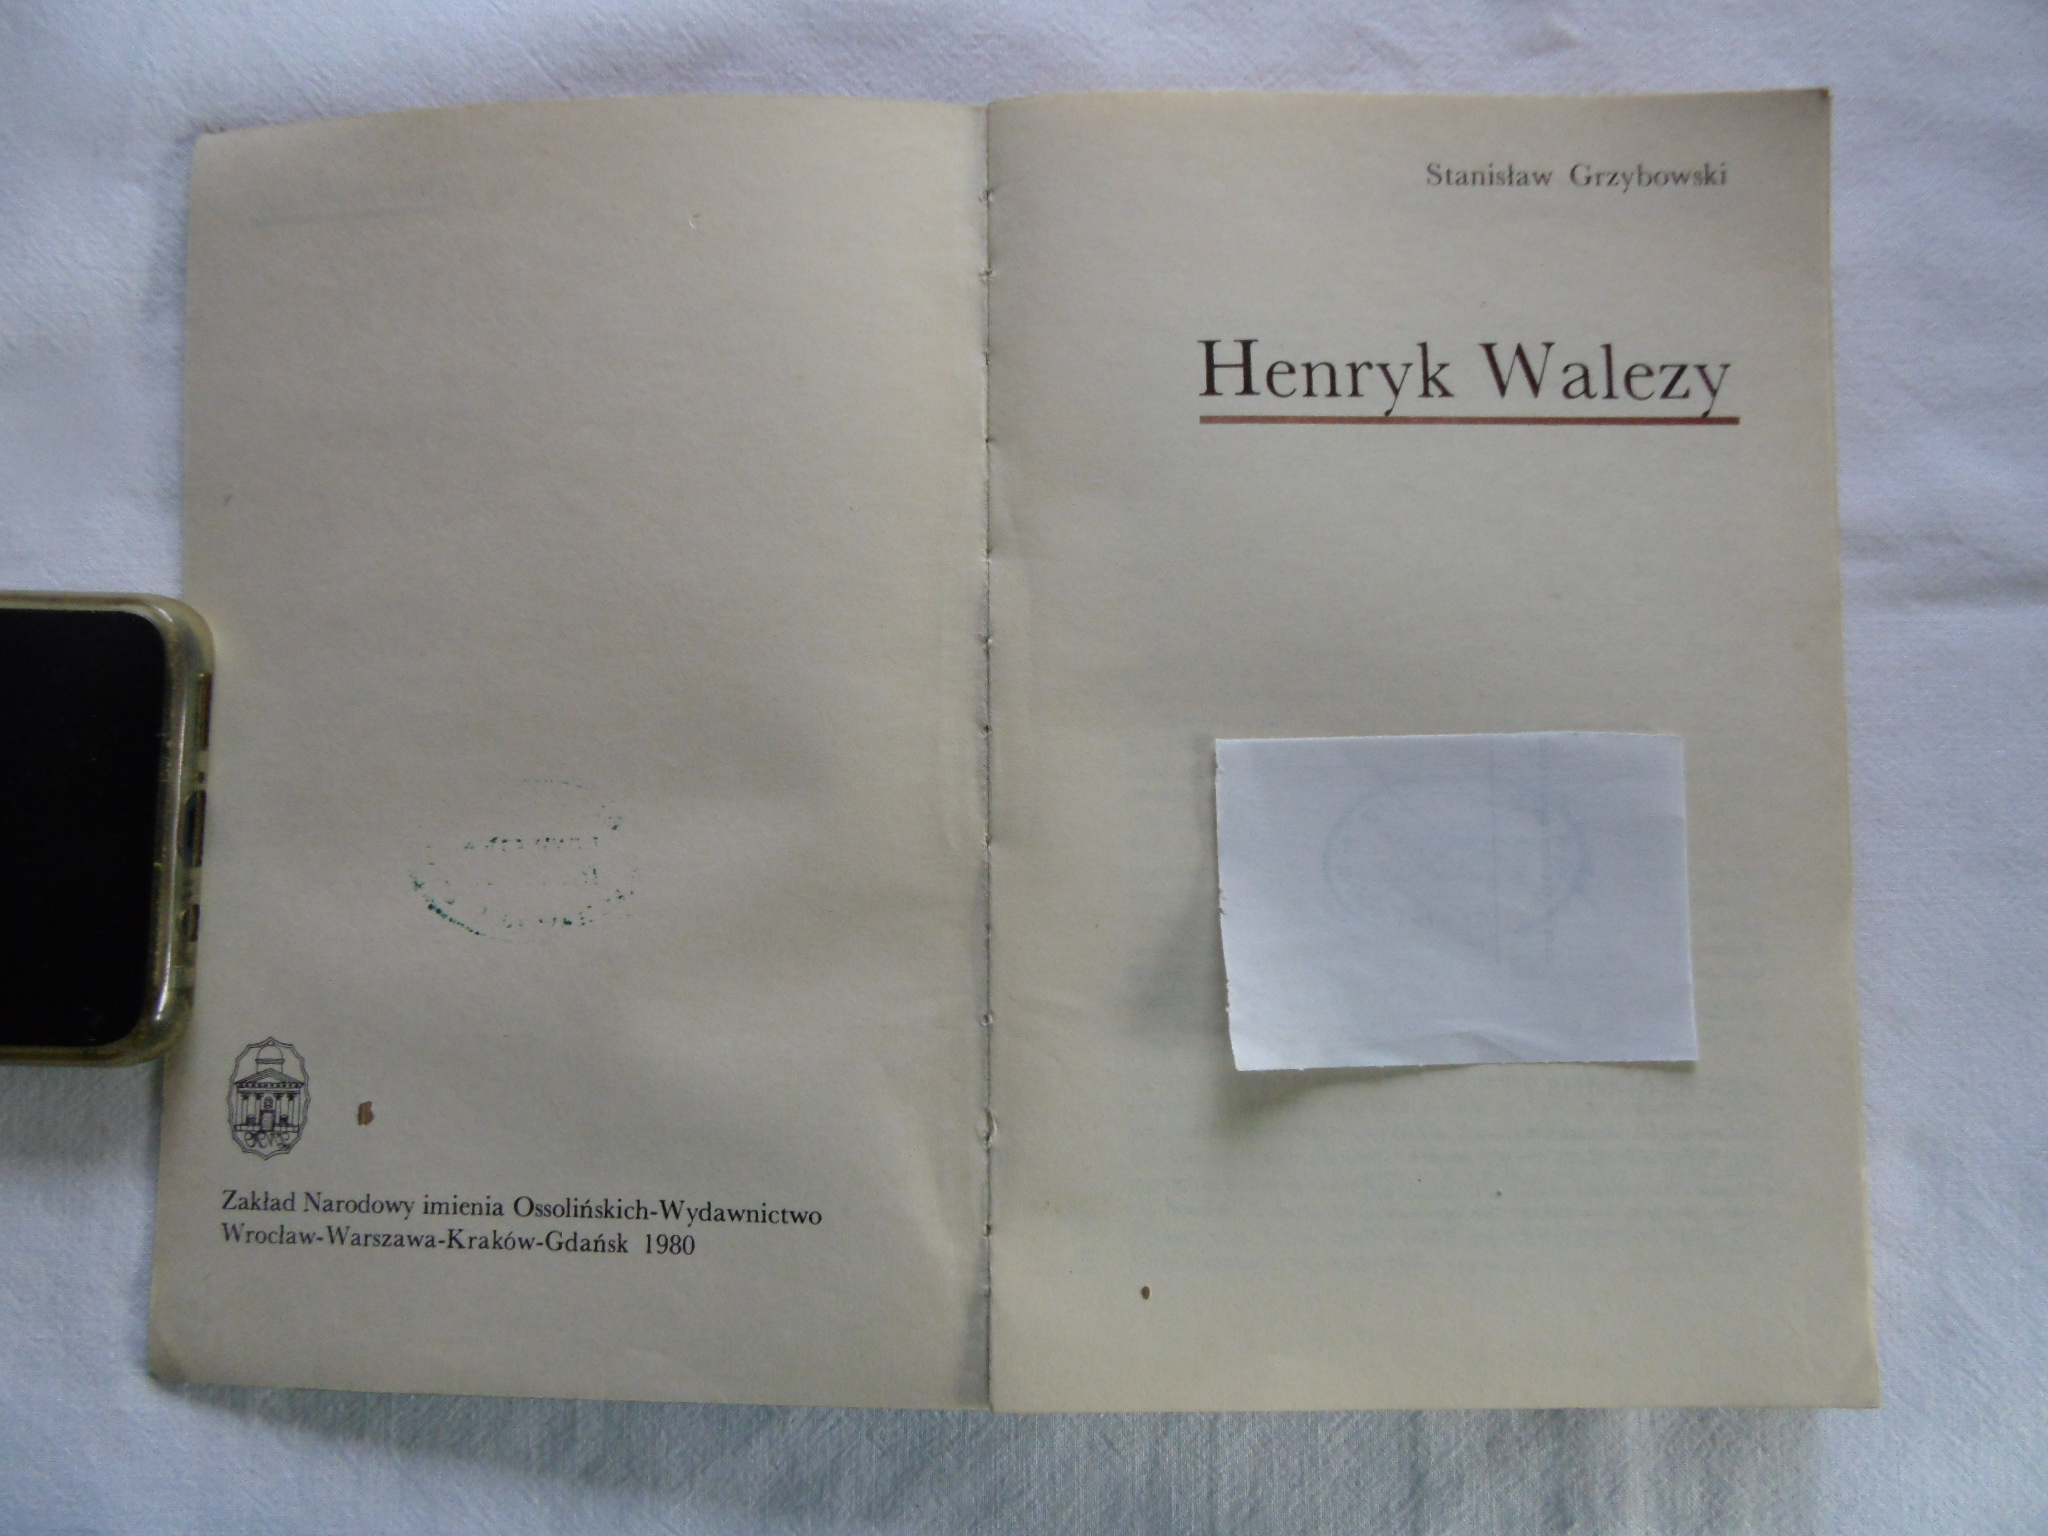 Zakład Narodowy imienia Ossolińskich-Wydawnictwo
Wrocław-Warszawa-Kraków-Gdańsk 1980
Stanisław Grzybowski
Henryk Walezy